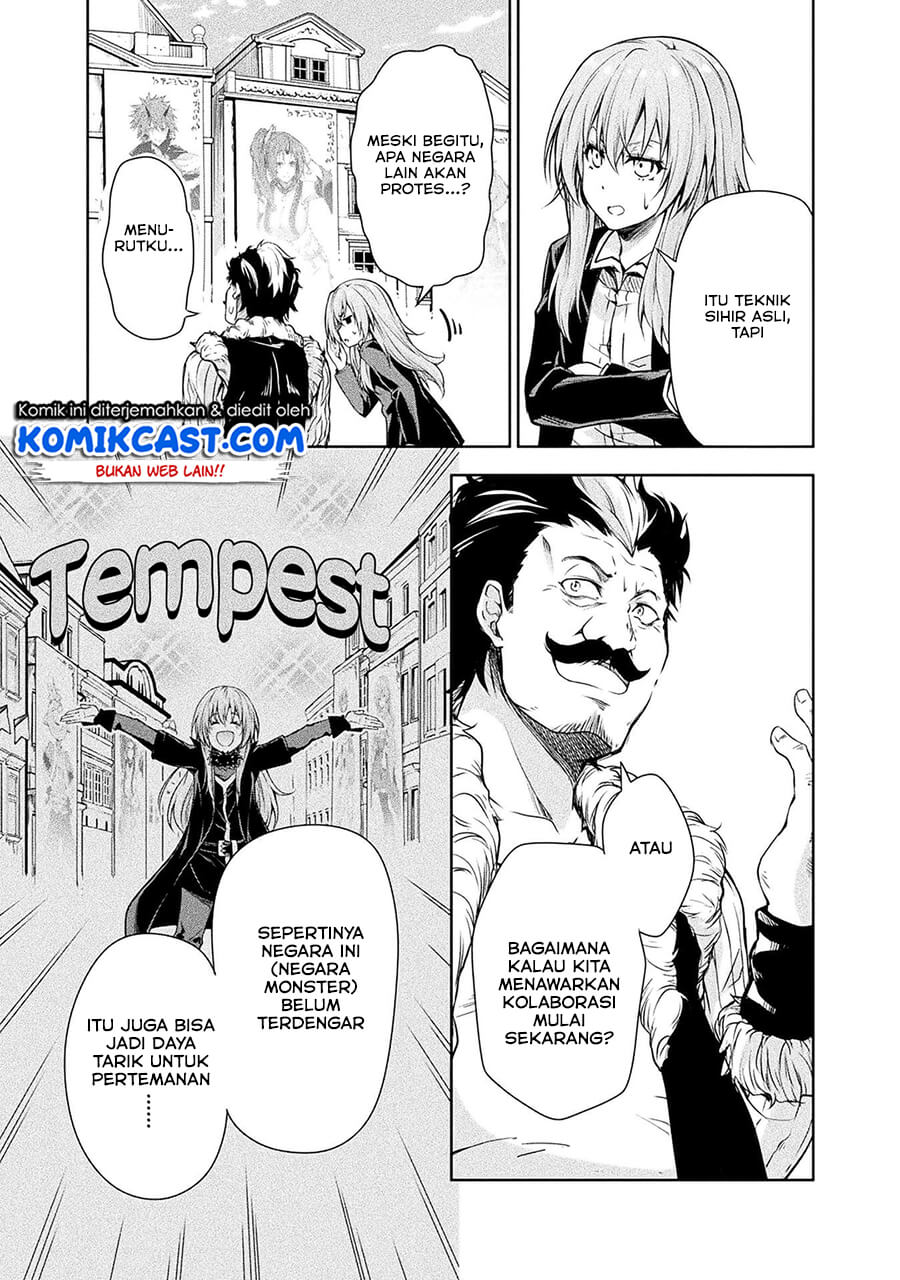 ITU TEKNIK
SIHIR ASLI,
TAPI
MESKI BEGITU,
APA NEGARA
LAIN AKAN
PROTES...?
MENU-
RUTKU...
Komik ini diterjemahkan & diedit oleh
KOMIKCAST.COM
BUKAN WEB LAIN!!
ATAU
BAGAIMANA
KALAU KITA
MENAWARKAN
KOLABORASI
MULAI
SEKARANG?
Tempest
SEPERTINYA
NEGARA INI
(NEGARA
MONSTER)
BELUM
TERDENGAR
ITU JUGA BISA
JADI DAYA
TARIK UNTUK
PERTEMANAN
......